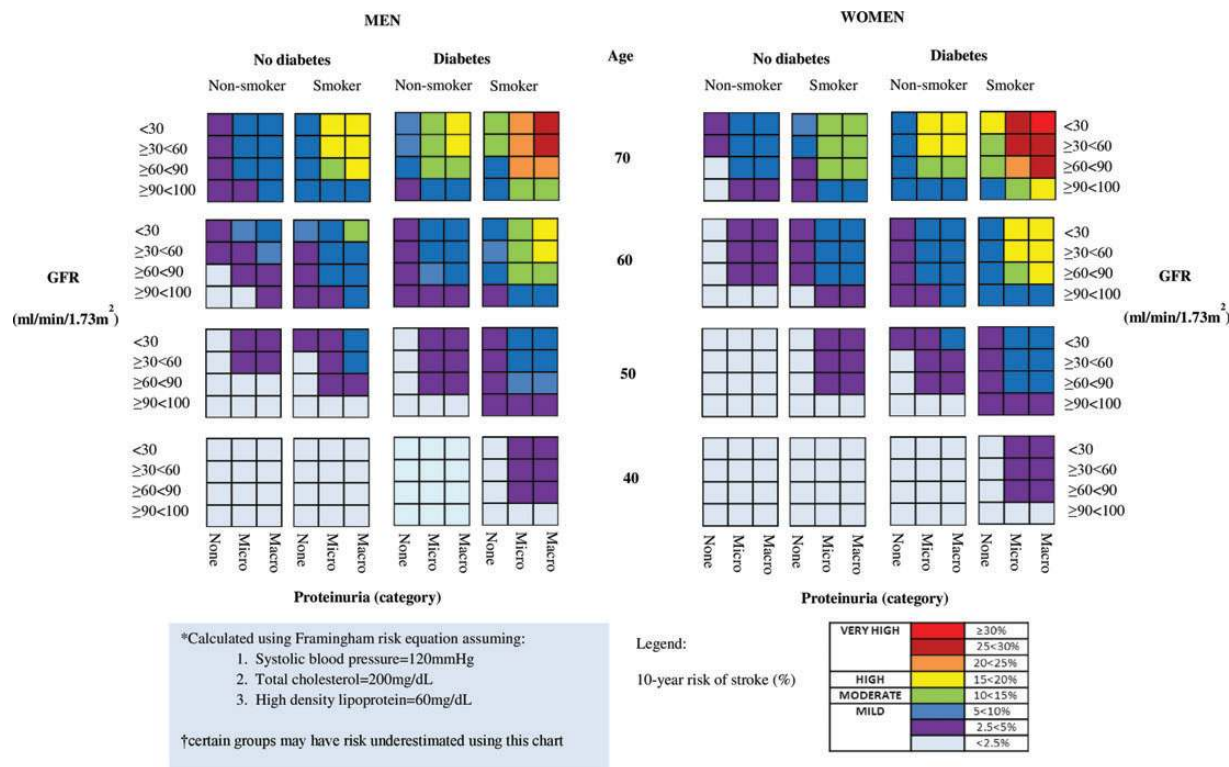 MEN
WOMEN
No diabetes
Diabetes
Age
No diabetes
Diabetes
Non-smoker
Smoker
Non-smoker
Smoker
Non-smoker
Smoker
Non-smoker
Smoker
<30
≥30<60
≥60<90
≥90<100
70
<30
≥30<60
≥60<90
≥90<100
<30
≥30<60
≥60<90
≥90<100
60
<30
≥30<60
≥60<90
≥90<100
GFR
(ml/min/1.73m²)
GFR
(ml/min/1.73m²)
<30
≥30<60
≥60<90
≥90<100
50
<30
≥30<60
≥60<90
≥90<100
<30
≥30<60
≥60<90
≥90<100
40
<30
≥30<60
≥60<90
≥90<100
None
Micro
Macro
None
Micro
Macro
None
Micro
Macro
None
Micro
Macro
None
Micro
Macro
None
Micro
Macro
None
Micro
Macro
None
Micro
Macro
Proteinuria (category)
Proteinuria (category)
*Calculated using Framingham risk equation assuming:
1. Systolic blood pressure=120mmHg
2. Total cholesterol=200mg/dL
3. High density lipoprotein=60mg/dL
†certain groups may have risk underestimated using this chart
Legend:
10-year risk of stroke (%)
VERY HIGH ≥30%
25<30%
20<25%
HIGH 15<20%
MODERATE 10<15%
MILD 5<10%
2.5<5%
<2.5%